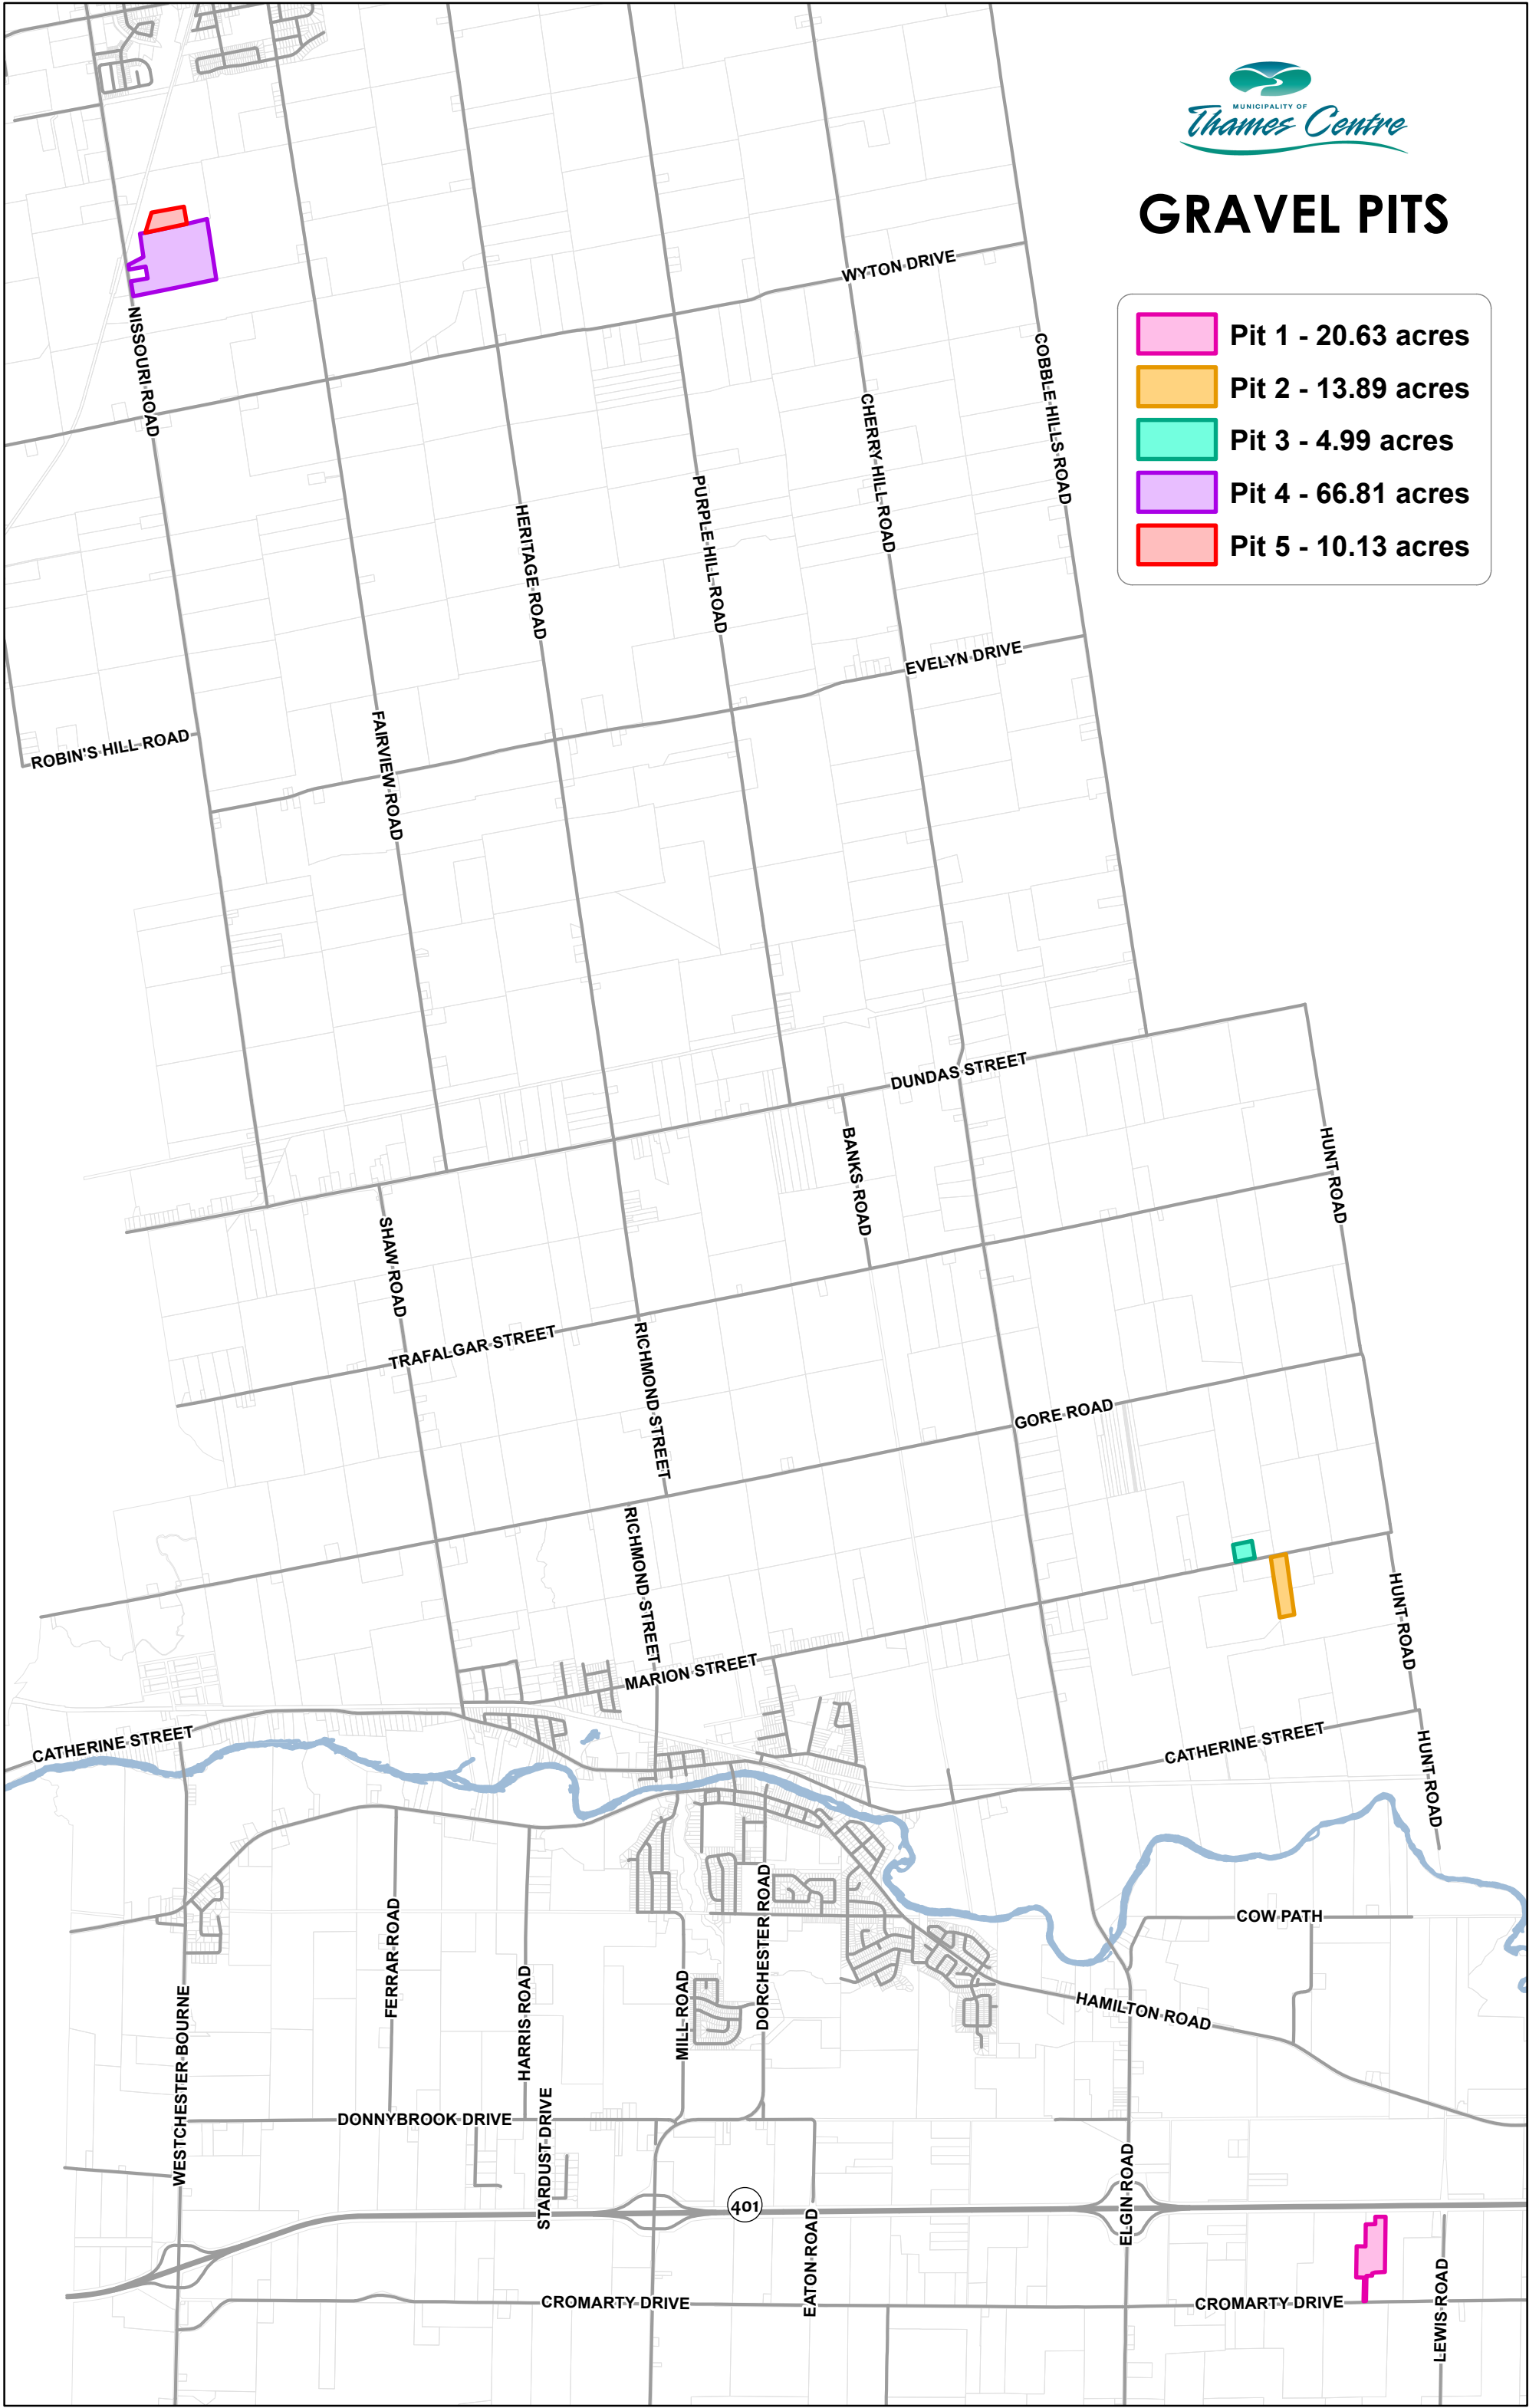 MUNICIPALITY OF
Thames Centre
GRAVEL PITS
Pit 1 - 20.63 acres
Pit 2 - 13.89 acres
Pit 3 - 4.99 acres
Pit 4 - 66.81 acres
Pit 5 - 10.13 acres
WYTON DRIVE
NISSOURI ROAD
COBBLE HILLS ROAD
CHERRY HILL ROAD
PURPLE HILL ROAD
HERITAGE ROAD
EVELYN DRIVE
FAIRVIEW ROAD
ROBIN'S HILL ROAD
DUNDAS STREET
BANKS ROAD
HUNT ROAD
SHAW ROAD
TRAFALGAR STREET
RICHMOND STREET
GORE ROAD
RICHMOND STREET
HUNT ROAD
MARION STREET
CATHERINE STREET
CATHERINE STREET
HUNT ROAD
COW PATH
DORCHESTER ROAD
FERRAR ROAD
HARRIS ROAD
MILL ROAD
HAMILTON ROAD
WESTCHESTER BOURNE
DONNYBROOK DRIVE
STARDUST DRIVE
401
ELGIN ROAD
EATON ROAD
CROMARTY DRIVE
CROMARTY DRIVE
LEWIS ROAD